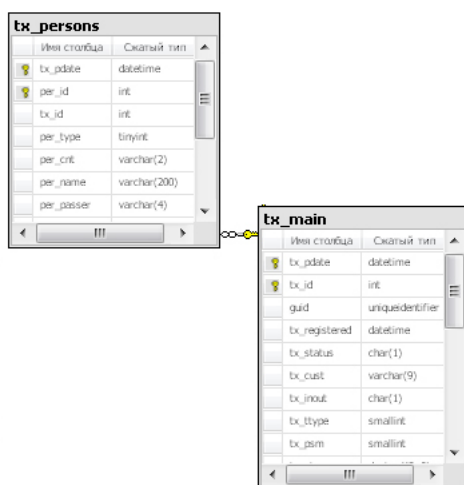 tx_persons
Имя столбца Сжатый тип
tx_pdate datetime
per_id int
tx_id int
per_type tinyint
per_cnt varchar(2)
per_name varchar(200)
per_passer varchar(4)
tx_main
Имя столбца Сжатый тип
tx_pdate datetime
tx_id int
guid uniqueidentifier
tx_registered datetime
tx_status char(1)
tx_cust varchar(9)
tx_inout char(1)
tx_ttype smallint
tx_psm smallint